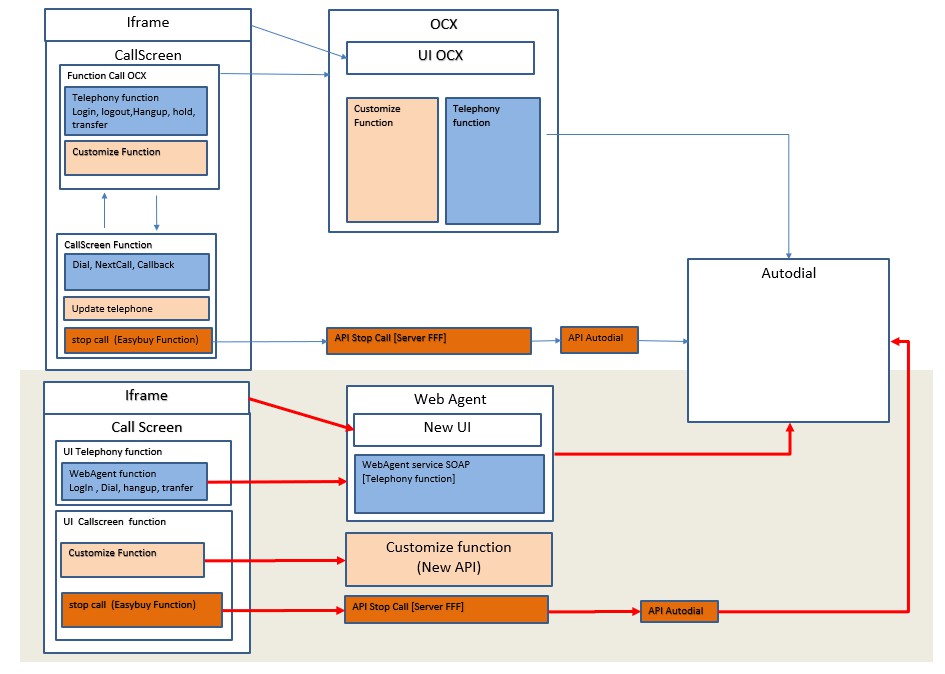 Iframe
CallScreen
Function Call OCX
Telephony function
Login, logout,Hangup, hold,
transfer
Customize Function
CallScreen Function
Dial, NextCall, Callback
Update telephone
stop call  (Easybuy Function)
OCX
UI OCX
Customize
Function
Telephony
function
API Stop Call [Server FFF]
API Autodial
Autodial
Iframe
Call Screen
UI Telephony function
WebAgent function
LogIn , Dial, hangup, tranfer
UI  Callscreen  function
Customize Function
stop call  (Easybuy Function)
Web Agent
New UI
WebAgent service SOAP
[Telephony function]
Customize function
(New API)
API Stop Call [Server FFF]
API Autodial